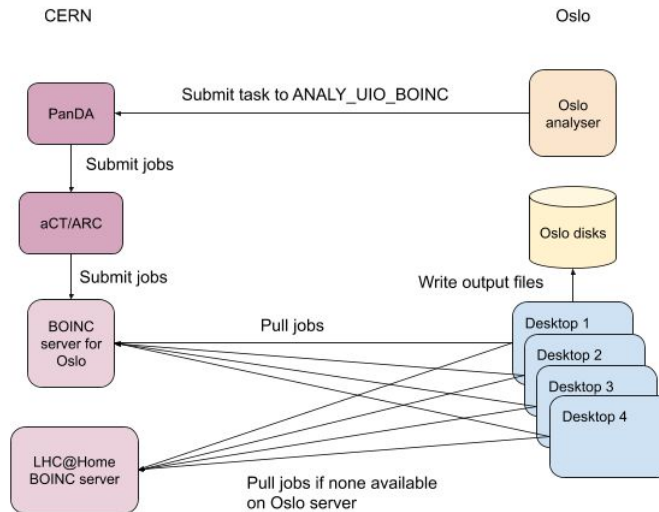 CERN
Oslo
Submit task to ANALY_UIO_BOINC
PanDA
Oslo
analyser
Submit jobs
aCT/ARC
Oslo disks
Submit jobs
Write output files
BOINC
server for
Oslo
Pull jobs
Desktop 1
Desktop 2
Desktop 3
Desktop 4
LHC@Home
BOINC server
Pull jobs if none available
on Oslo server